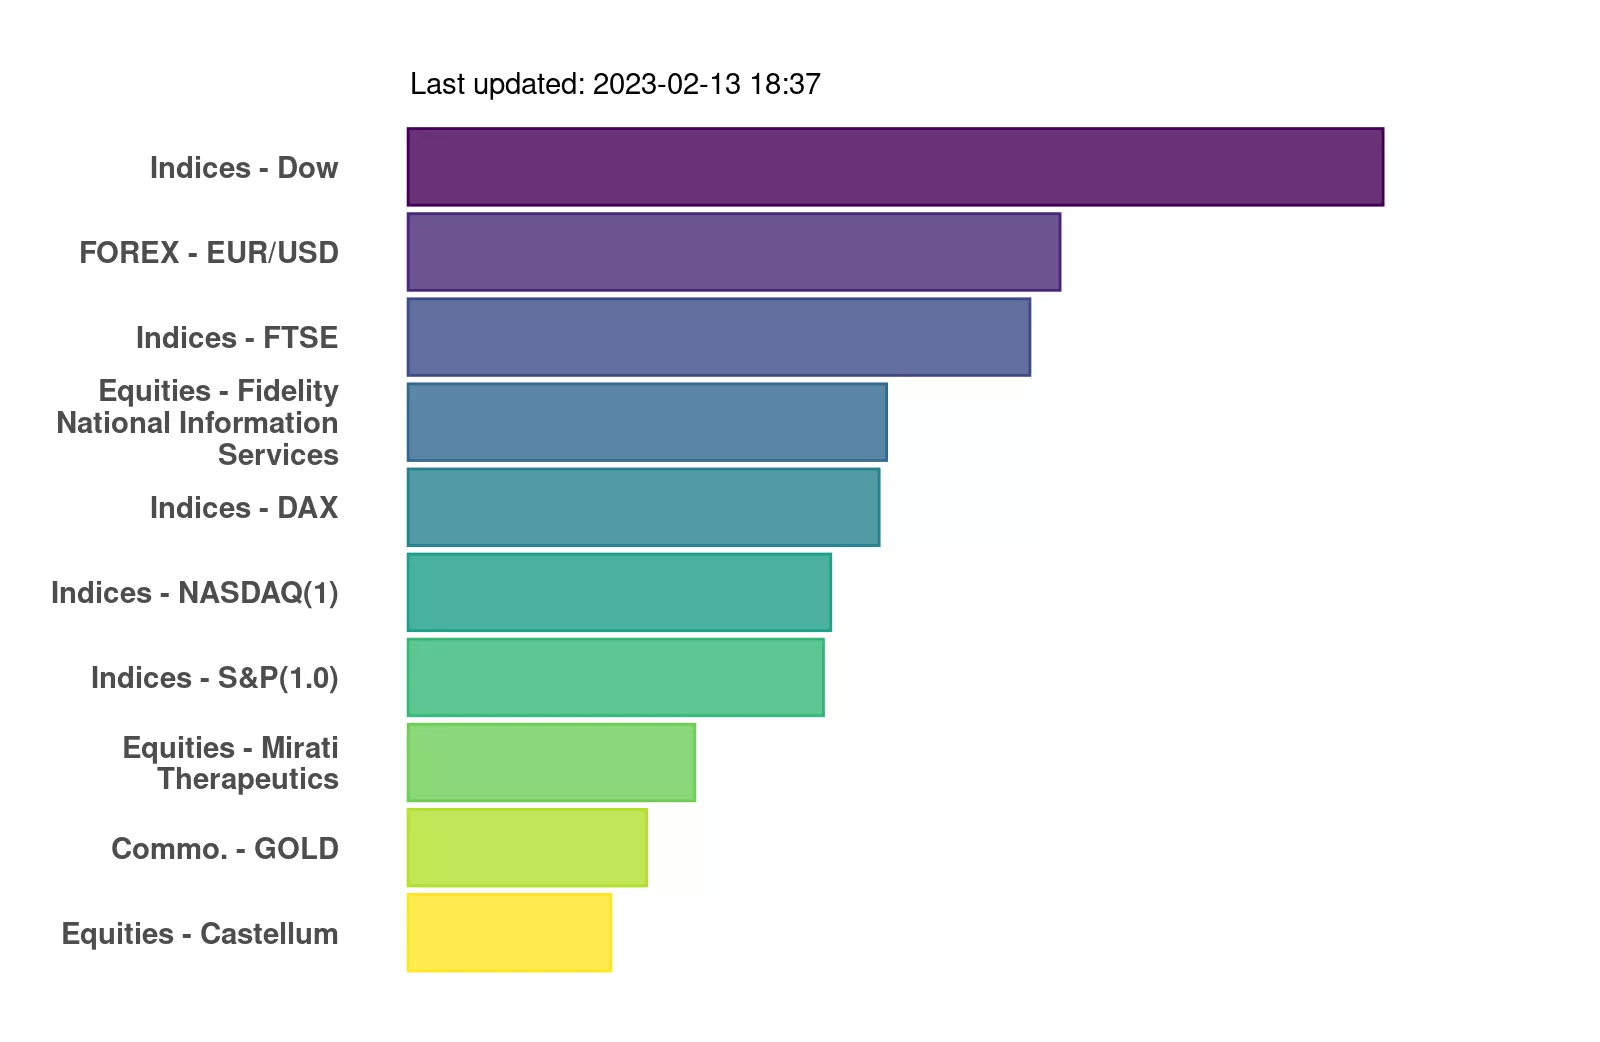 Last updated: 2023-02-13 18:37
Indices - Dow
FOREX - EUR/USD
Indices - FTSE
Equities - Fidelity
National Information
Services
Indices - DAX
Indices - NASDAQ(1)
Indices - S&P(1.0)
Equities - Mirati
Therapeutics
Commo. - GOLD
Equities - Castellum